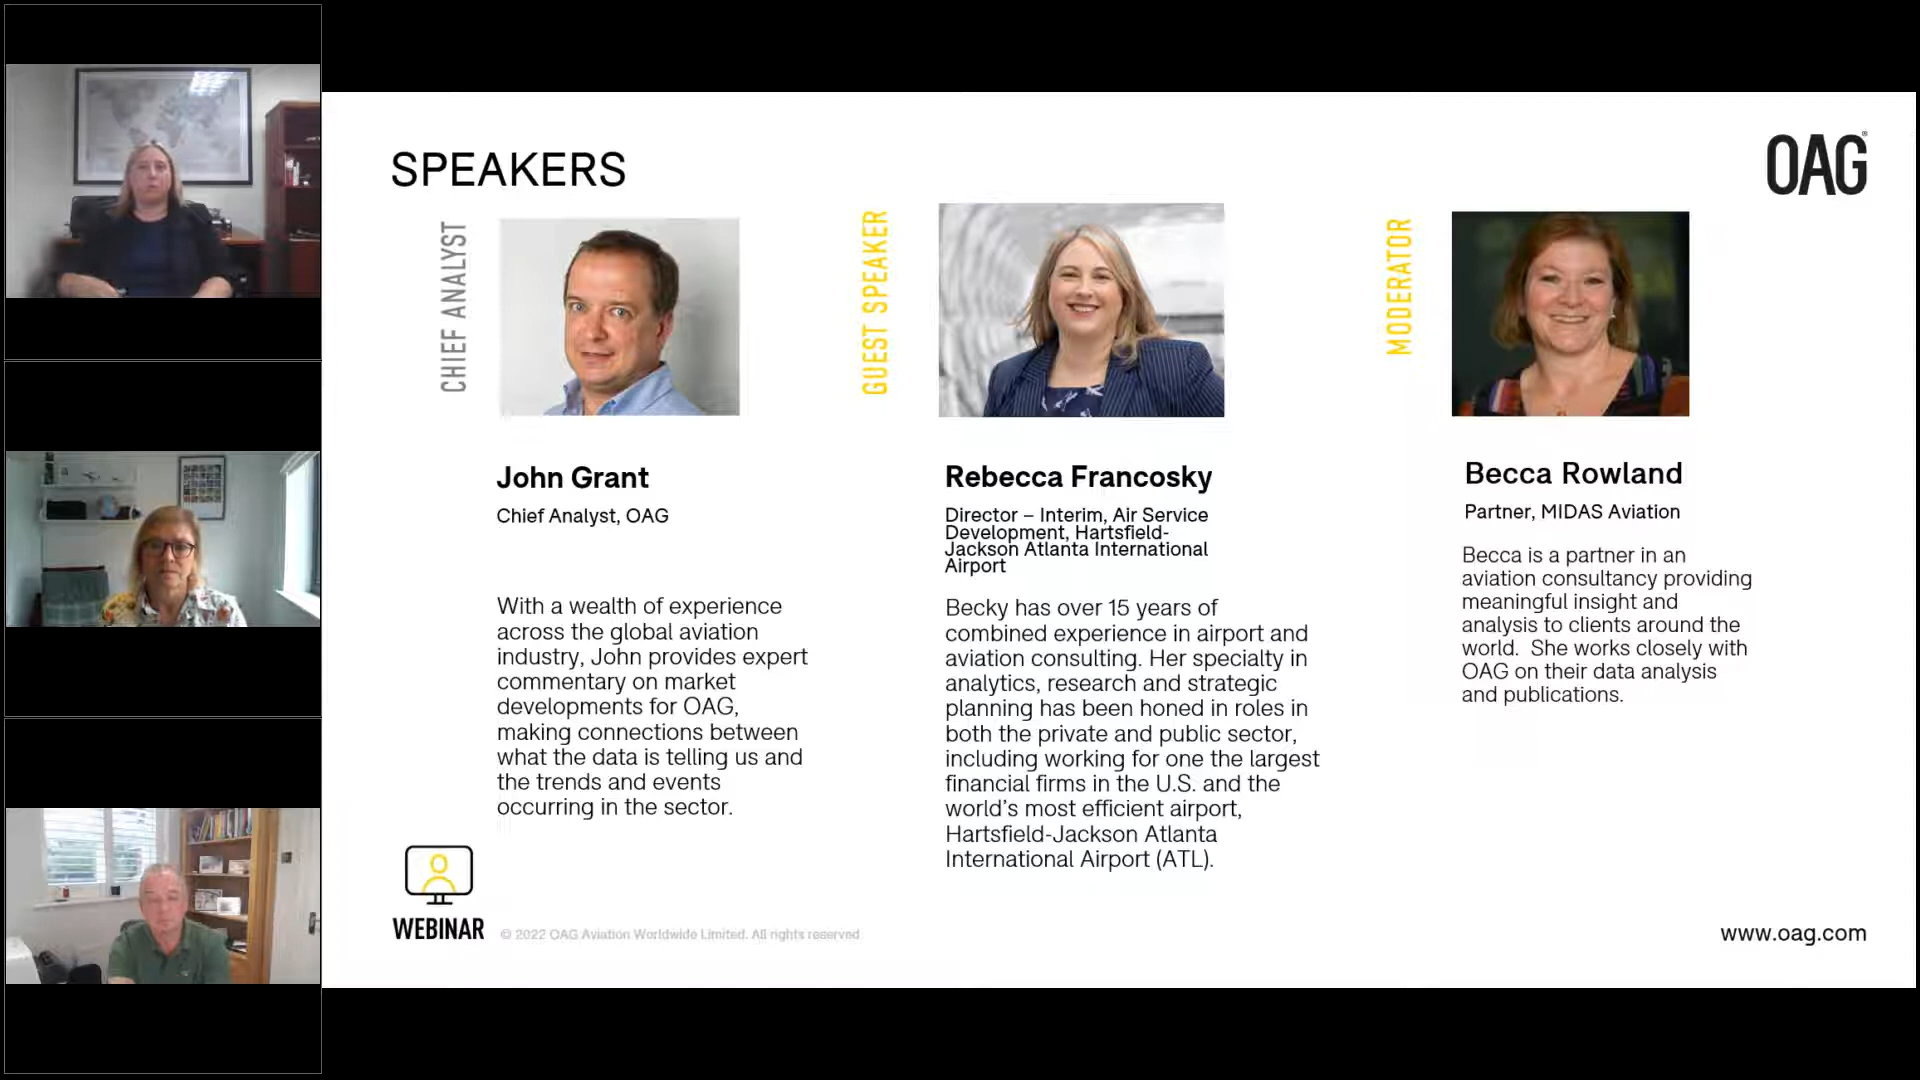 SPEAKERS
OAG
CHIEF ANALYST
John Grant
Chief Analyst, OAG
With a wealth of experience
across the global aviation
industry, John provides expert
commentary on market
developments for OAG,
making connections between
what the data is telling us and
the trends and events
occurring in the sector.
GUEST SPEAKER
Rebecca Francosky
Director – Interim, Air Service
Development, Hartsfield-
Jackson Atlanta International
Airport
Becky has over 15 years of
combined experience in airport and
aviation consulting. Her specialty in
analytics, research and strategic
planning has been honed in roles in
both the private and public sector,
including working for one the largest
financial firms in the U.S. and the
world's most efficient airport,
Hartsfield-Jackson Atlanta
International Airport (ATL).
MODERATOR
Becca Rowland
Partner, MIDAS Aviation
Becca is a partner in an
aviation consultancy providing
meaningful insight and
analysis to clients around the
world. She works closely with
OAG on their data analysis
and publications.
WEBINAR
© 2022 OAG Aviation Worldwide Limited. All rights reserved
www.oag.com